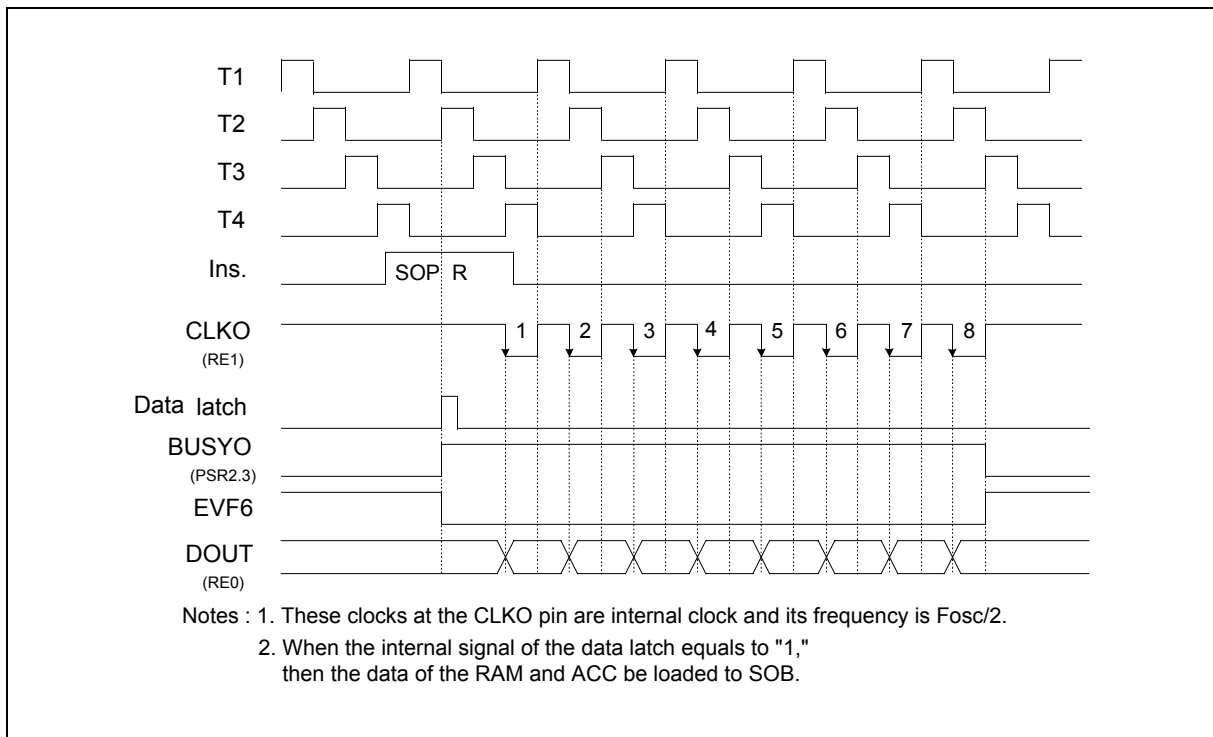 T1
T2
T3
T4
Ins.
SOP R
CLKO
(RE1)
1 2 3 4 5 6 7 8
Data latch
BUSYO
(PSR2.3)
EVF6
DOUT
(RE0)
Notes : 1. These clocks at the CLKO pin are internal clock and its frequency is Fosc/2.
2. When the internal signal of the data latch equals to "1,"
then the data of the RAM and ACC be loaded to SOB.